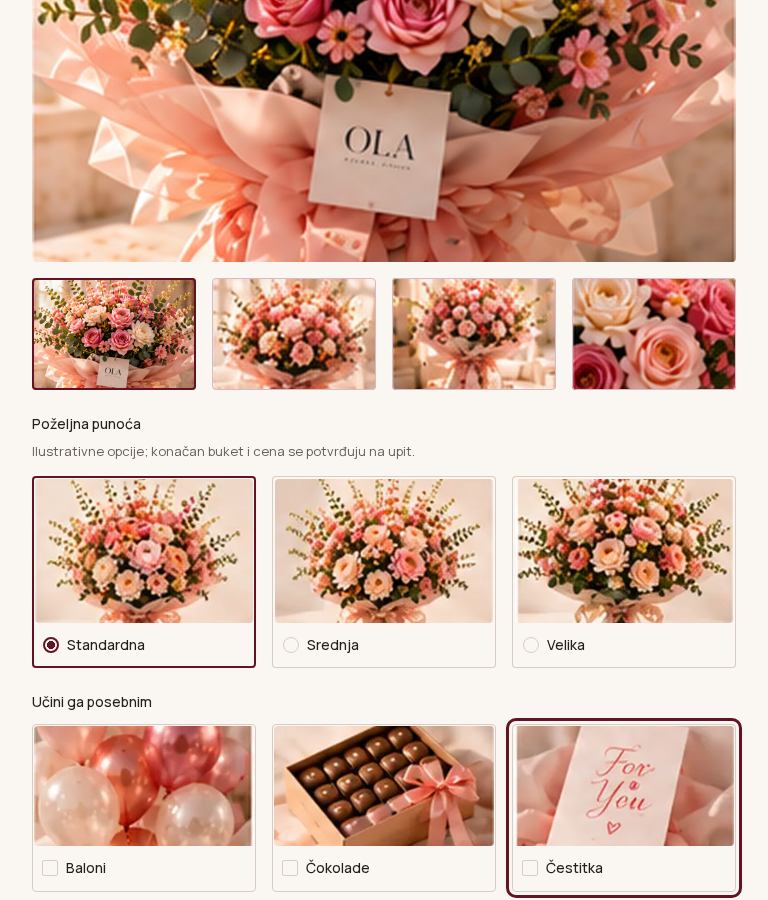 OLA
OLA
Poželjna punoća
Ilustrativne opcije; konačan buket i cena se potvrđuju na upit.
Standardna
Srednja
Velika
Učini ga posebnim
For
You
Baloni
Čokolade
Čestitka